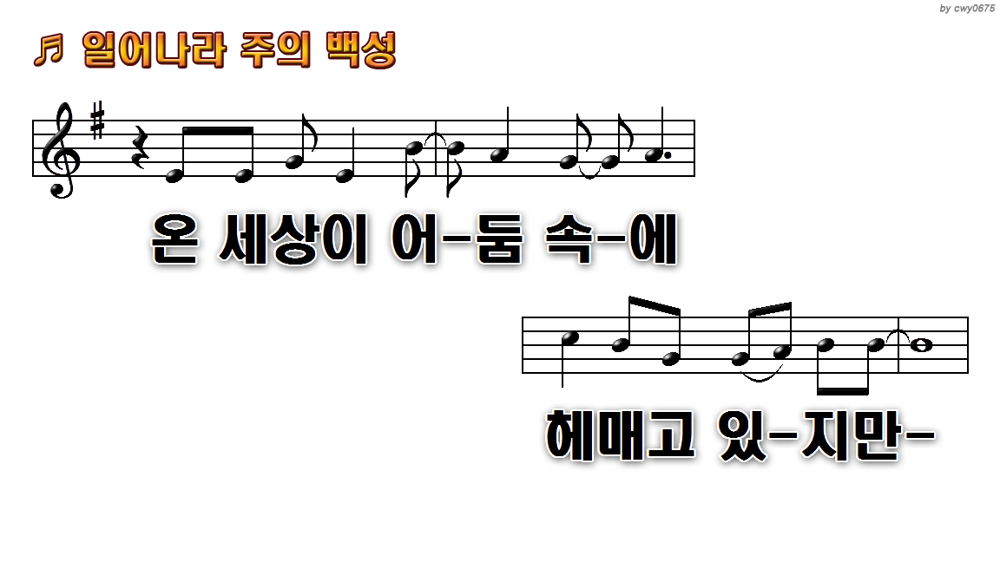 by cwy0675
♬ 일어나라 주의 백성
온 세상이 어-둠 속-에
헤매고 있-지만-